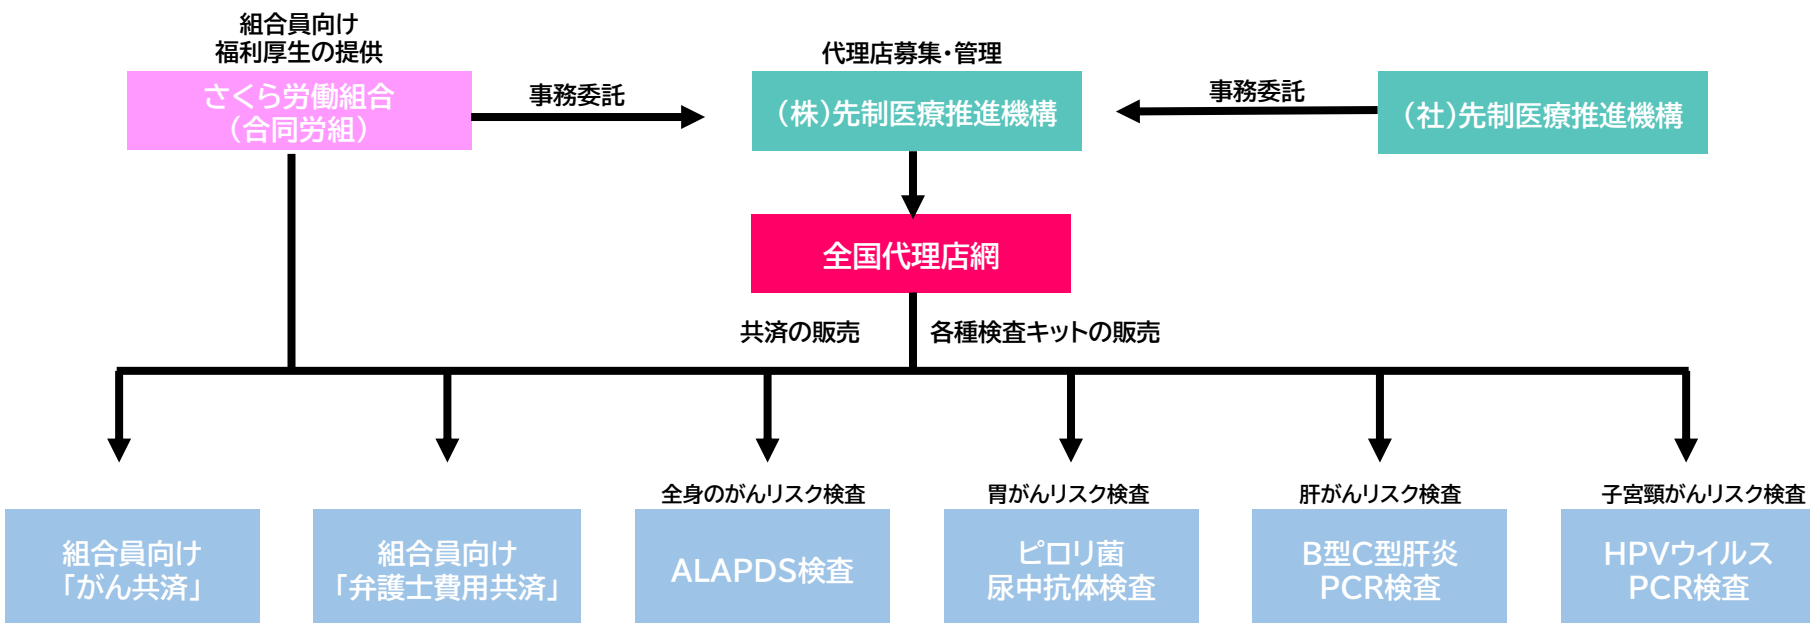 組合員向け
福利厚生の提供
さくら労働組合
（合同労組）
事務委託
代理店募集・管理
（株）先制医療推進機構
事務委託
（社）先制医療推進機構
全国代理店網
共済の販売
各種検査キットの販売
組合員向け
「がん共済」
組合員向け
「弁護士費用共済」
全身のがんリスク検査
ALAPDS検査
胃がんリスク検査
ピロリ菌
尿中抗体検査
肝がんリスク検査
B型C型肝炎
PCR検査
子宮頸がんリスク検査
HPVウイルス
PCR検査